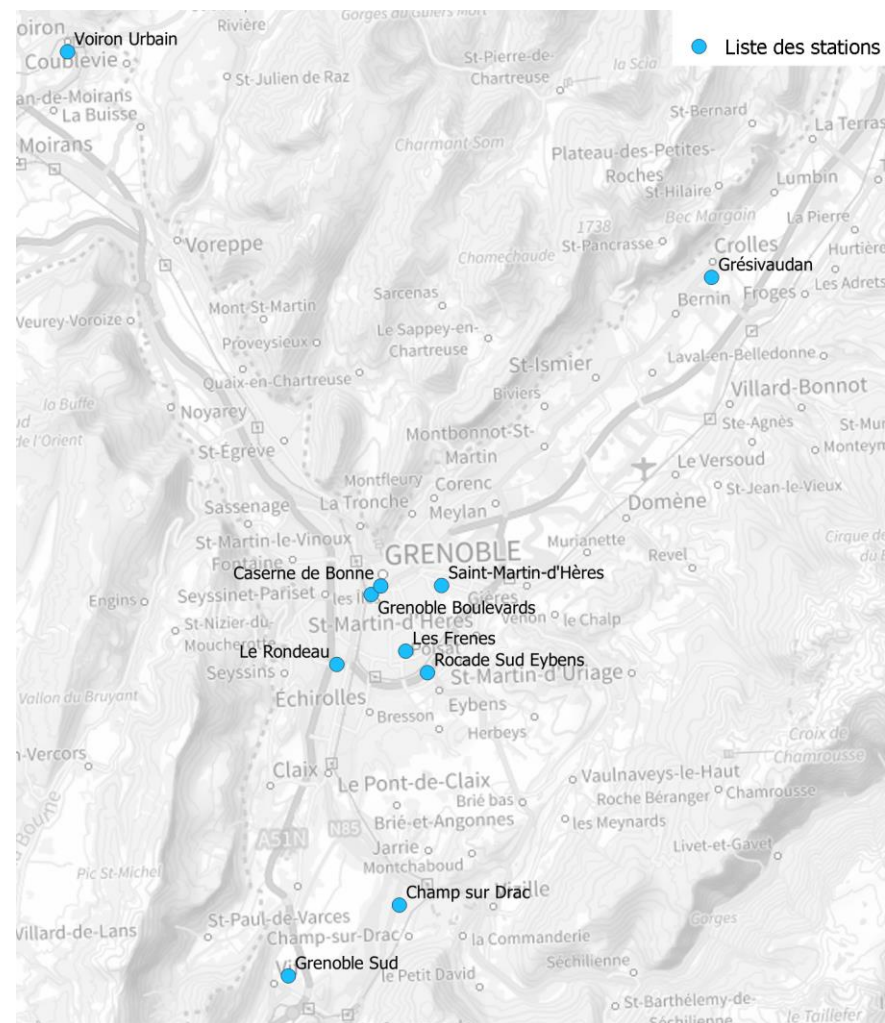 oiron
Voiron Urbain
Coublevie
Rivière
Gorges du Guiers Mort
St-Pierre-de-
Chartreuse
la Scia
Liste des stations
St-Julien de Raz
an-de-Moirans
La Buisse
Moirans
St-Bernard
La Terras
Charmant Som
Plateau-des-Petites-
Roches
St-Hilaire
Lumbin
Bec Margain
La Pierre
1738
St-Pancrasse
Crolles
Hurtière
Voreppe
Chamechaude
Grésivaudan
Bernin
Froges
Les Adrets
Sarcenas
Mont-St-Martin
Veurey-Voroize
Proveysieux
Le Sappey-en-
Chartreuse
St-Ismier
Laval-en-Belledonne
Quaix-en-Chartreuse
Biviers
Villard-Bonnot
la Buffe
Noyarey
de l'Orient
St-Égrève
Montbonnot-St-
Martin
Ste-Agnès
St-Mur
Monteym
Le Versoud
Montfleury
Corenc
St-Jean-le-Vieux
Sassenage
La Tronche
Meylan
Domène
St-Martin-le-Vinoux
Murianette
Cirque de
GRENOBLE
Fontaine
Revel
Caserne de Bonne
Saint-Martin-d'Hères
Engins
Seyssinet-Pariset
Gières
Grenoble Boulevards
Venon
le Chalp
St-Nizier-du-
Moucherotte
St-Martin-d'Hères
Les Frenes
Poisat
Le Rondeau
Rocade Sud Eybens
Seyssins
St-Martin-d'Uriage
Vallon du Bruyant
Échirolles
Eybens
Bresson
Herbeys
Croix de
Chamrousse
n-Vercors
Claix
Le Pont-de-Claix
Vaulnaveys-le-Haut
Brié bas
Roche Béranger
Chamrousse
Brié-et-Angonnes
les Meynards
A51N
N85
Jarrie
Livet-et-Gavet
Montchaboud
Pic St-Michel
Champ sur Drac
Gorges
St-Paul-de-Varces
Villard-de-Lans
Champ-sur-Drac
la Commanderie
Grenoble Sud
le Petit David
Séchilienne
St-Barthélemy-de-
Séchilienne
le Taillefer